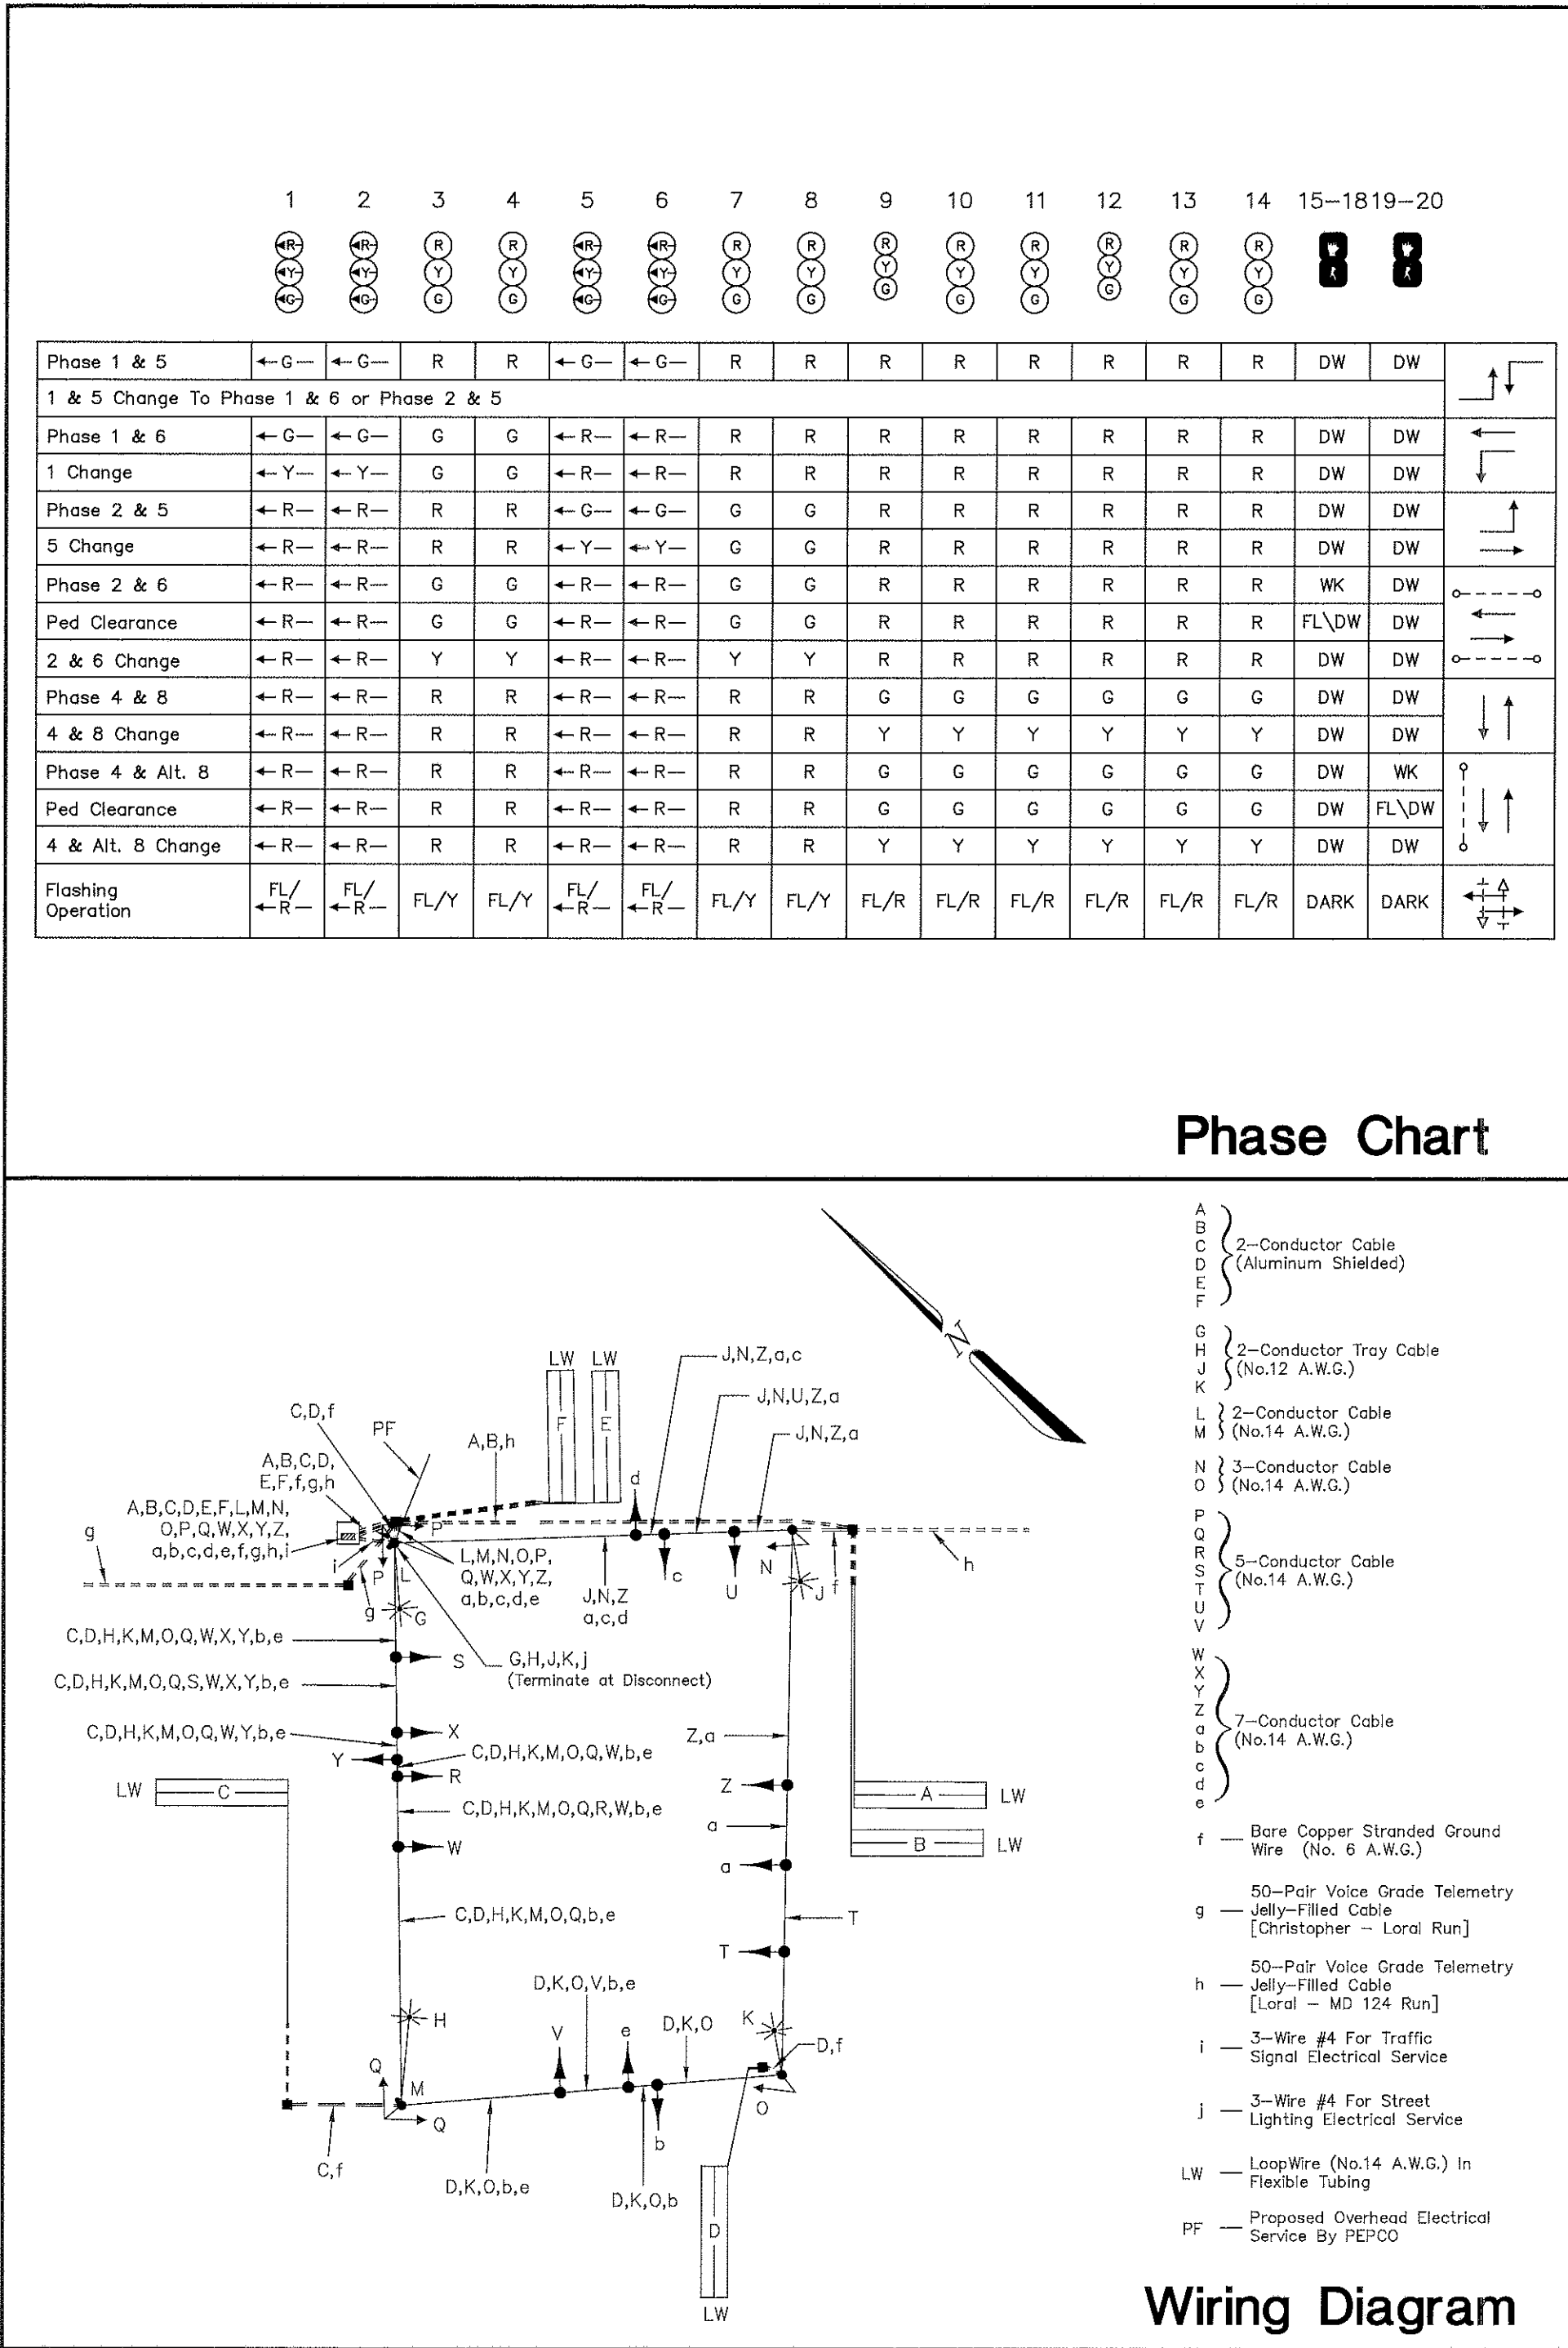 1 2 3 4 5 6 7 8 9 10 11 12 13 14 15-18 19-20
R R R R R R R R R R R R R R
Y Y Y Y Y Y Y Y Y Y Y Y Y Y
G G G G G G G G G G G G G G
Phase 1 & 5 ←G— ←G— R R ←G— ←G— R R R R R R R R DW DW
1 & 5 Change To Phase 1 & 6 or Phase 2 & 5
Phase 1 & 6 ←G— ←G— G G ←R— ←R— R R R R R R R R DW DW
1 Change ←Y— ←Y— G G ←R— ←R— R R R R R R R R DW DW
Phase 2 & 5 ←R— ←R— R R ←G— ←G— G G R R R R R R DW DW
5 Change ←R— ←R— R R ←Y— ←Y— G G R R R R R R DW DW
Phase 2 & 6 ←R— ←R— G G ←R— ←R— G G R R R R R R WK DW
Ped Clearance ←R— ←R— G G ←R— ←R— G G R R R R R R FL\DW DW
2 & 6 Change ←R— ←R— Y Y ←R— ←R— Y Y R R R R R R DW DW
Phase 4 & 8 ←R— ←R— R R ←R— ←R— R R G G G G G G DW DW
4 & 8 Change ←R— ←R— R R ←R— ←R— R R Y Y Y Y Y Y DW DW
Phase 4 & Alt. 8 ←R— ←R— R R ←R— ←R— R R G G G G G G DW WK
Ped Clearance ←R— ←R— R R ←R— ←R— R R G G G G G G DW FL\DW
4 & Alt. 8 Change ←R— ←R— R R ←R— ←R— R R Y Y Y Y Y Y DW DW
Flashing
Operation FL/←R— FL/←R— FL/Y FL/Y FL/←R— FL/←R— FL/Y FL/Y FL/R FL/R FL/R FL/R FL/R FL/R DARK DARK
Phase Chart
N
LW LW
F E
J,N,Z,a,c
J,N,U,Z,a
J,N,Z,a
C,D,f
PF
A,B,h
A,B,C,D,
E,F,f,g,h
A,B,C,D,E,F,L,M,N,
O,P,Q,W,X,Y,Z,
a,b,c,d,e,f,g,h,i
g
d
P
i
P
L
g
G
L,M,N,O,P,
Q,W,X,Y,Z,
a,b,c,d,e
J,N,Z
a,c,d
c
U
N
J
f
h
C,D,H,K,M,O,Q,W,X,Y,b,e
S
G,H,J,K,j
(Terminate at Disconnect)
C,D,H,K,M,O,Q,S,W,X,Y,b,e
C,D,H,K,M,O,Q,W,Y,b,e
X
Y
C,D,H,K,M,O,Q,W,b,e
R
Z,a
Z
LW
C
A
LW
C,D,H,K,M,O,Q,R,W,b,e
a
W
B
LW
a
C,D,H,K,M,O,Q,b,e
T
T
D,K,O,V,b,e
H
V
e
D,K,O
K
D,f
Q
M
Q
O
b
C,f
D,K,O,b,e
D,K,O,b
D
LW
A
B
C
D
E
F
2-Conductor Cable
(Aluminum Shielded)
G
H
J
K
2-Conductor Tray Cable
(No.12 A.W.G.)
L
M
2-Conductor Cable
(No.14 A.W.G.)
N
O
3-Conductor Cable
(No.14 A.W.G.)
P
Q
R
S
T
U
V
5-Conductor Cable
(No.14 A.W.G.)
W
X
Y
Z
a
b
c
d
e
7-Conductor Cable
(No.14 A.W.G.)
f — Bare Copper Stranded Ground
Wire (No. 6 A.W.G.)
50-Pair Voice Grade Telemetry
g — Jelly-Filled Cable
[Christopher - Loral Run]
50-Pair Voice Grade Telemetry
h — Jelly-Filled Cable
[Loral - MD 124 Run]
i — 3-Wire #4 For Traffic
Signal Electrical Service
j — 3-Wire #4 For Street
Lighting Electrical Service
LW — LoopWire (No.14 A.W.G.) In
Flexible Tubing
PF — Proposed Overhead Electrical
Service By PEPCO
Wiring Diagram